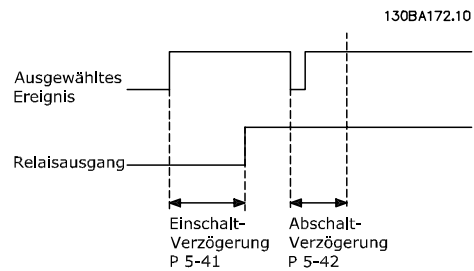 130BA172.10
Ausgewähltes
Ereignis
Relaisausgang
Einschalt-
Verzögerung
P 5-41
Abschalt-
Verzögerung
P 5-42